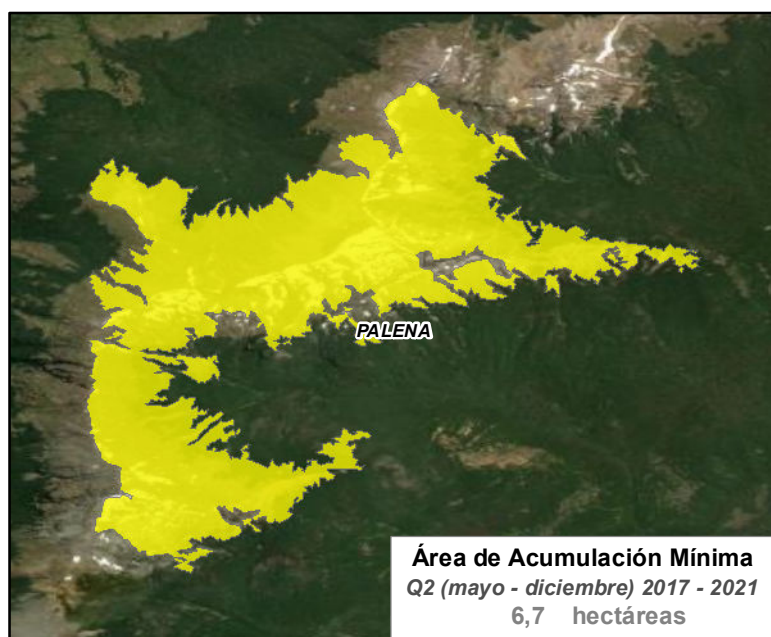 PALENA
Área de Acumulación Mínima
Q2 (mayo - diciembre) 2017 - 2021
6,7 hectáreas